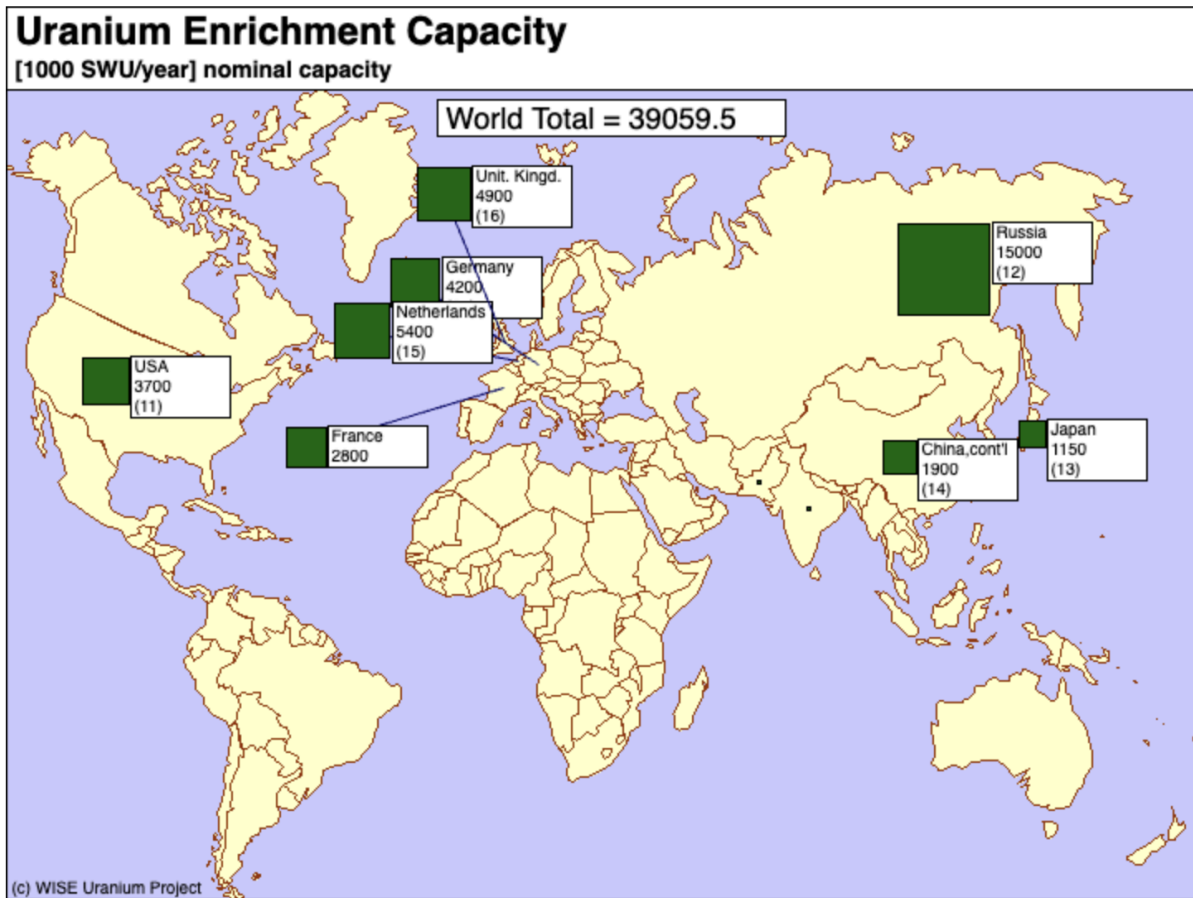 Uranium Enrichment Capacity
[1000 SWU/year] nominal capacity
World Total = 39059.5
Unit. Kingd.
4900
(16)
Russia
15000
(12)
Germany
4200
Netherlands
5400
(15)
USA
3700
(11)
France
2800
Japan
1150
(13)
China,cont'l
1900
(14)
(c) WISE Uranium Project